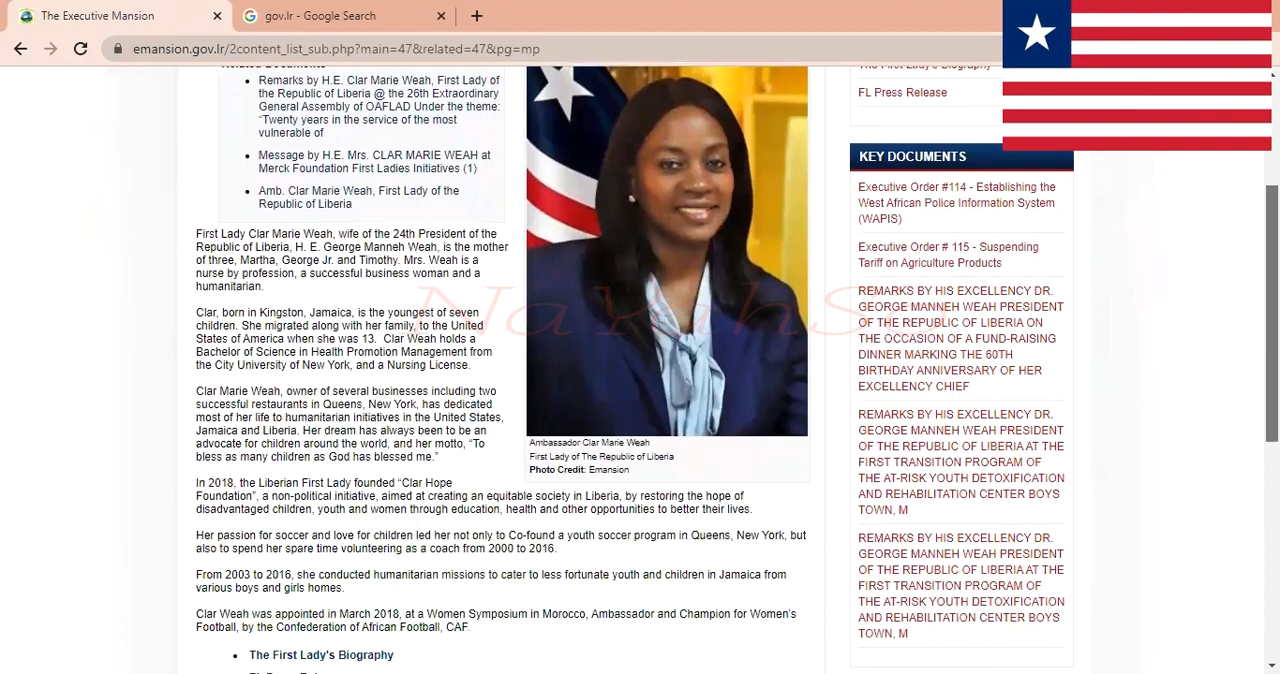 The Executive Mansion
gov.lr - Google Search
emansion.gov.lr/2content_list_sub.php?main=47&related=47&pg=mp
Related Documents
Remarks by H.E. Clar Marie Weah, First Lady of
the Republic of Liberia @ the 26th Extraordinary
General Assembly of OAFLAD Under the theme:
“Twenty years in the service of the most
vulnerable of
Message by H.E. Mrs. CLAR MARIE WEAH at
Merck Foundation First Ladies Initiatives (1)
Amb. Clar Marie Weah, First Lady of the
Republic of Liberia
First Lady Clar Marie Weah, wife of the 24th President of the
Republic of Liberia, H. E. George Manneh Weah, is the mother
of three, Martha, George Jr. and Timothy. Mrs. Weah is a
nurse by profession, a successful business woman and a
humanitarian.
Clar, born in Kingston, Jamaica, is the youngest of seven
children. She migrated along with her family, to the United
States of America when she was 13.  Clar Weah holds a
Bachelor of Science in Health Promotion Management from
the City University of New York, and a Nursing License.
Clar Marie Weah, owner of several businesses including two
successful restaurants in Queens, New York, has dedicated
most of her life to humanitarian initiatives in the United States,
Jamaica and Liberia. Her dream has always been to be an
advocate for children around the world, and her motto, “To
bless as many children as God has blessed me.”
In 2018, the Liberian First Lady founded “Clar Hope
Foundation”, a non-political initiative, aimed at creating an equitable society in Liberia, by restoring the hope of
disadvantaged children, youth and women through education, health and other opportunities to better their lives.
Her passion for soccer and love for children led her not only to Co-found a youth soccer program in Queens, New York, but
also to spend her spare time volunteering as a coach from 2000 to 2016.
From 2003 to 2016, she conducted humanitarian missions to cater to less fortunate youth and children in Jamaica from
various boys and girls homes.
Clar Weah was appointed in March 2018, at a Women Symposium in Morocco, Ambassador and Champion for Women’s
Football, by the Confederation of African Football, CAF.
The First Lady's Biography
Ambassador Clar Marie Weah
First Lady of The Republic of Liberia
Photo Credit: Emansion
The First Lady's Biography
FL Press Release
KEY DOCUMENTS
Executive Order #114 - Establishing the
West African Police Information System
(WAPIS)
Executive Order # 115 - Suspending
Tariff on Agriculture Products
REMARKS BY HIS EXCELLENCY DR.
GEORGE MANNEH WEAH PRESIDENT
OF THE REPUBLIC OF LIBERIA ON
THE OCCASION OF A FUND-RAISING
DINNER MARKING THE 60TH
BIRTHDAY ANNIVERSARY OF HER
EXCELLENCY CHIEF
REMARKS BY HIS EXCELLENCY DR.
GEORGE MANNEH WEAH PRESIDENT
OF THE REPUBLIC OF LIBERIA AT THE
FIRST TRANSITION PROGRAM OF
THE AT-RISK YOUTH DETOXIFICATION
AND REHABILITATION CENTER BOYS
TOWN, M
REMARKS BY HIS EXCELLENCY DR.
GEORGE MANNEH WEAH PRESIDENT
OF THE REPUBLIC OF LIBERIA AT THE
FIRST TRANSITION PROGRAM OF
THE AT-RISK YOUTH DETOXIFICATION
AND REHABILITATION CENTER BOYS
TOWN, M
NaYahSo